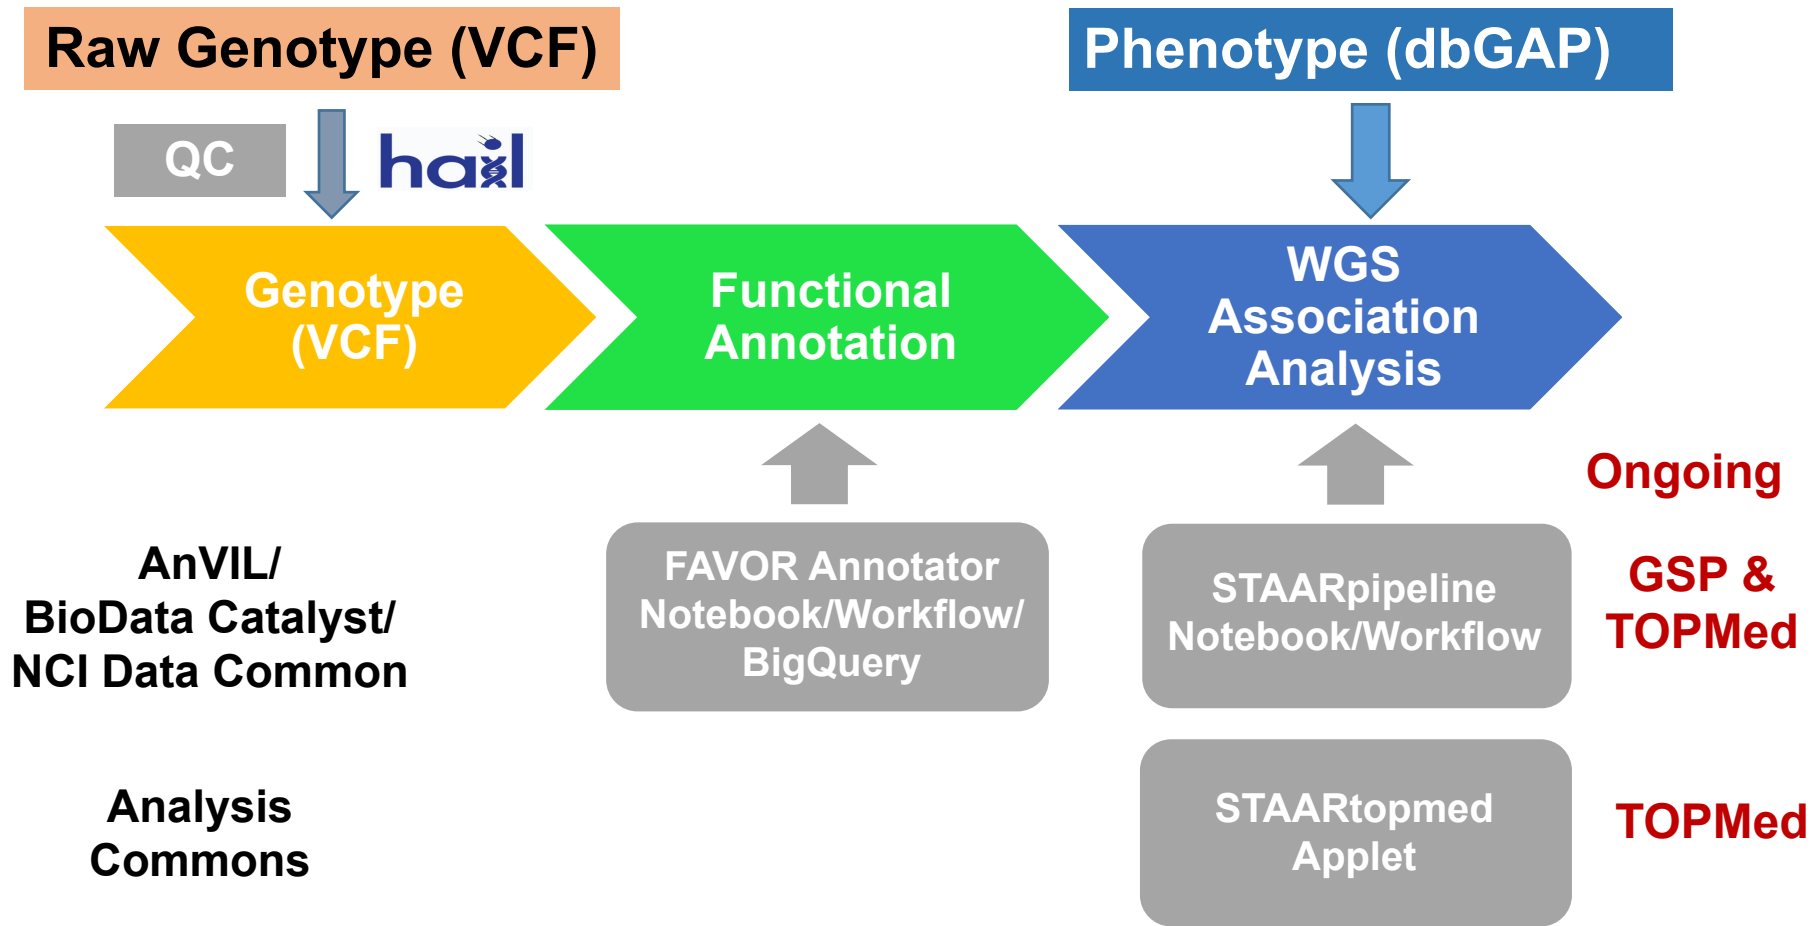 Raw Genotype (VCF)
Phenotype (dbGAP)
QC
hail
Genotype
(VCF)
Functional
Annotation
WGS
Association
Analysis
Ongoing
AnVIL/
BioData Catalyst/
NCI Data Common
FAVOR Annotator
Notebook/Workflow/
BigQuery
STAARpipeline
Notebook/Workflow
GSP &
TOPMed
Analysis
Commons
STAARtopmed
Applet
TOPMed